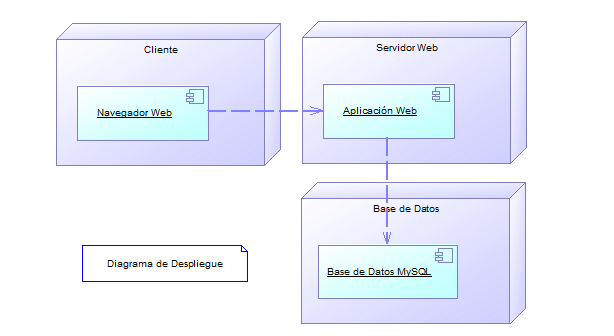 Cliente
Servidor Web
Navegador Web
Aplicación Web
Base de Datos
Base de Datos MySQL
Diagrama de Despliegue